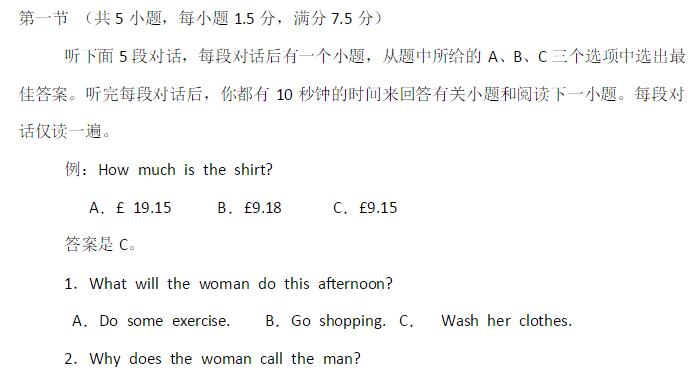 第一节 （共 5 小题，每小题 1.5 分，满分 7.5 分）
听下面 5 段对话，每段对话后有一个小题，从题中所给的 A、B、C 三个选项中选出最
佳答案。听完每段对话后，你都有 10 秒钟的时间来回答有关小题和阅读下一小题。每段对
话仅读一遍。
例：How much is the shirt?
A．£ 19.15 B．£9.18 C．£9.15
答案是 C。
1．What will the woman do this afternoon?
A．Do some exercise. B．Go shopping. C． Wash her clothes.
2．Why does the woman call the man?